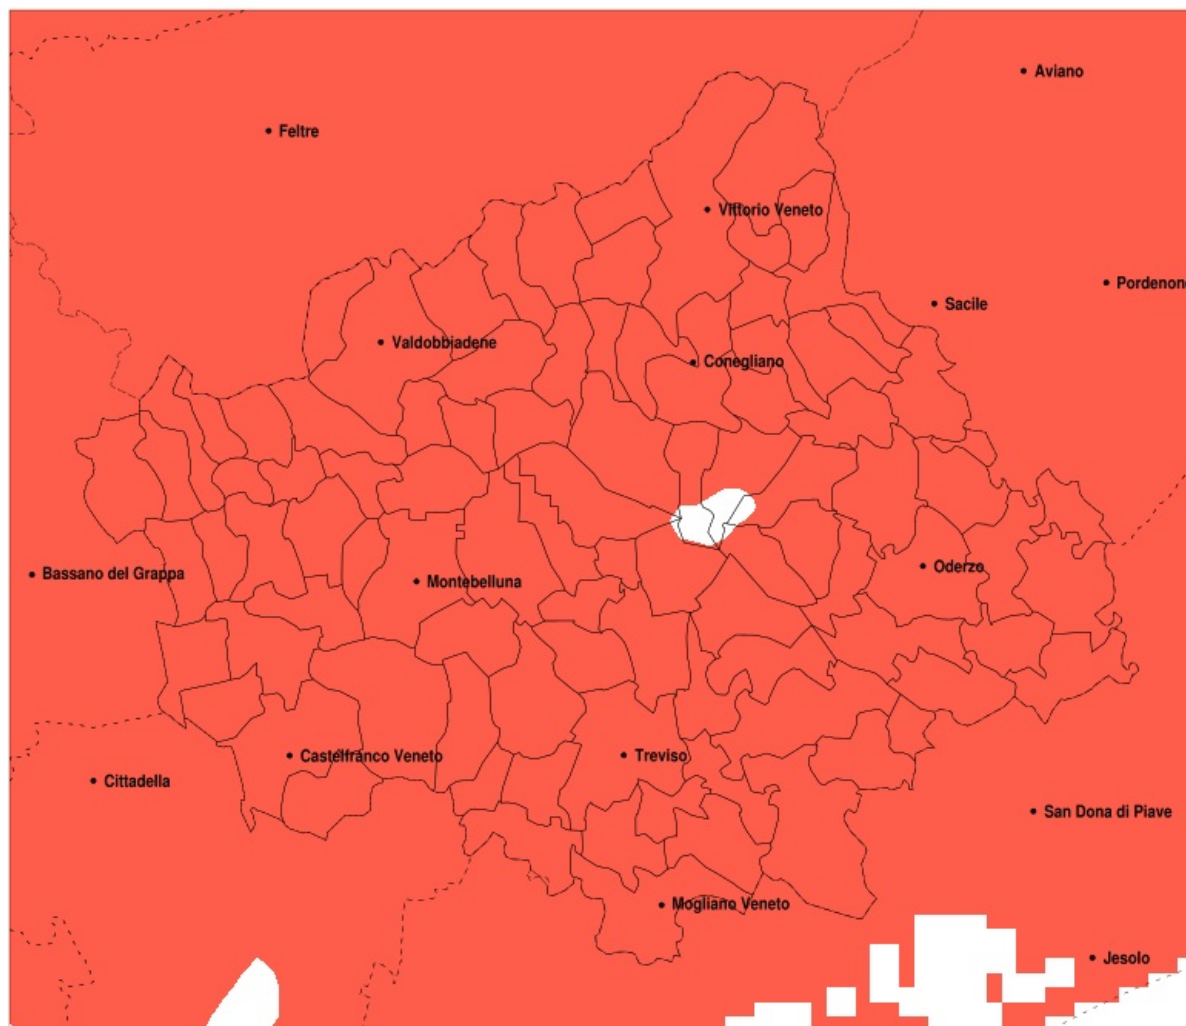 Aviano
Feltre
Vittorio Veneto
Pordenon
Sacile
Valdobbiadene
Conegliano
Bassano del Grappa
Montebelluna
Oderzo
Castelfranco Veneto
Treviso
Cittadella
San Dona di Piave
Mogliano Veneto
Jesolo